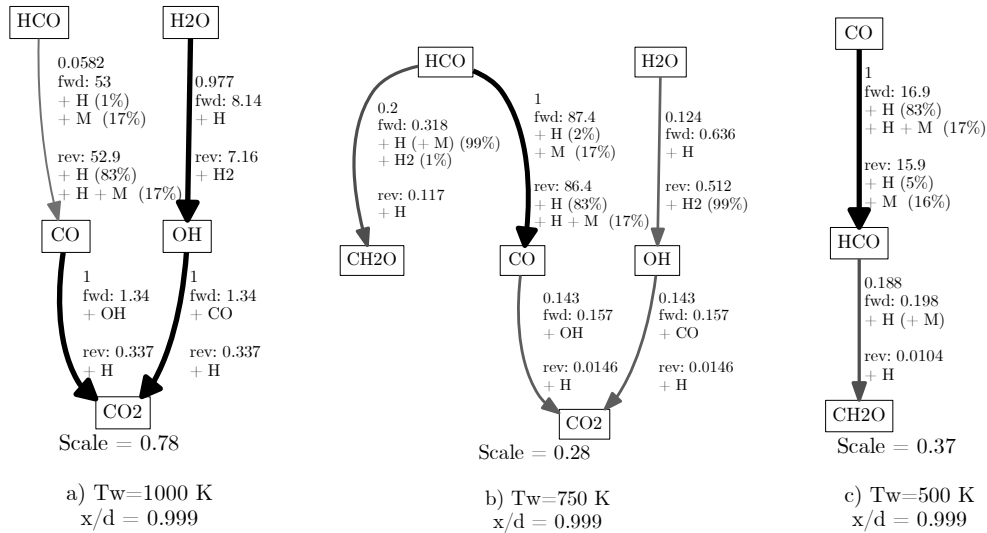 HCO
H2O
0.0582
fwd: 53
+ H (1%)
+ M (17%)
rev: 52.9
+ H (83%)
+ H + M (17%)
0.977
fwd: 8.14
+ H
rev: 7.16
+ H2
CO
OH
1
fwd: 1.34
+ OH
rev: 0.337
+ H
1
fwd: 1.34
+ CO
rev: 0.337
+ H
CO2
Scale = 0.78
a) Tw=1000 K
x/d = 0.999
HCO
H2O
0.2
fwd: 0.318
+ H (+ M) (99%)
+ H2 (1%)
rev: 0.117
+ H
1
fwd: 87.4
+ H (2%)
+ M (17%)
rev: 86.4
+ H (83%)
+ H + M (17%)
0.124
fwd: 0.636
+ H
rev: 0.512
+ H2 (99%)
CH2O
CO
OH
0.143
fwd: 0.157
+ OH
rev: 0.0146
+ H
0.143
fwd: 0.157
+ CO
rev: 0.0146
+ H
CO2
Scale = 0.28
b) Tw=750 K
x/d = 0.999
CO
1
fwd: 16.9
+ H (83%)
+ H + M (17%)
rev: 15.9
+ H (5%)
+ M (16%)
HCO
0.188
fwd: 0.198
+ H (+ M)
rev: 0.0104
+ H
CH2O
Scale = 0.37
c) Tw=500 K
x/d = 0.999